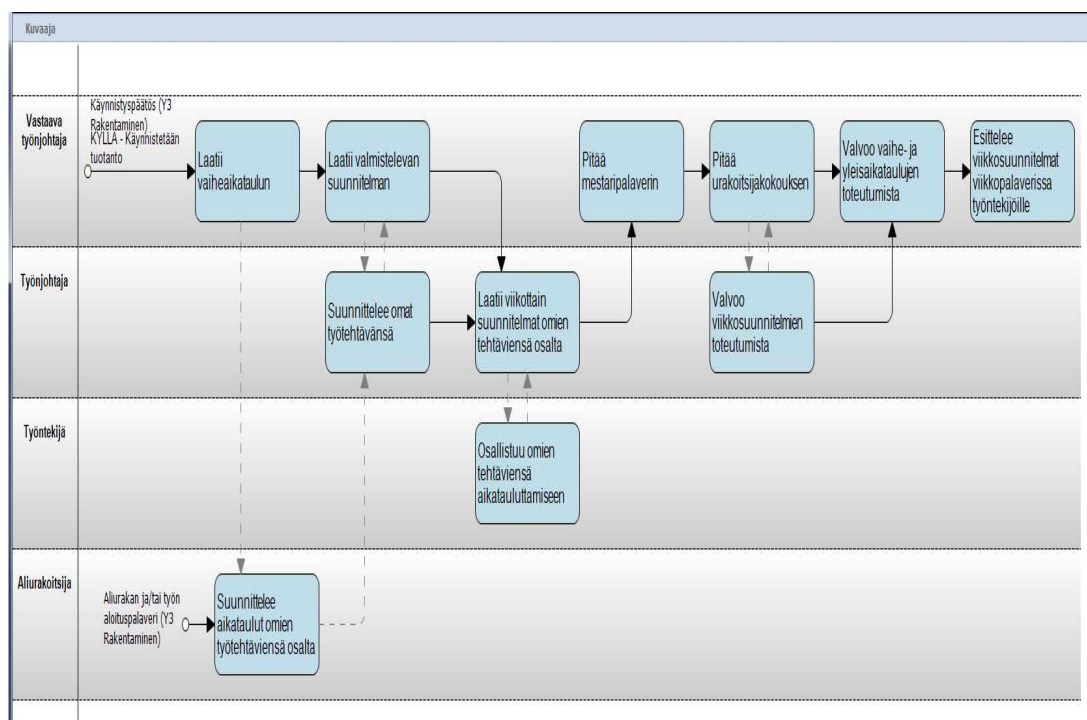 Kuvaaja
Vastaava
työnjohtaja
Käynnistyspäätös (Y3
Rakentaminen)
KYLLÄ - Käynnistetään
tuotanto
Laatii
vaiheaikataulun
Laatii valmistelevan
suunnitelman
Pitää
mestaripalaverin
Pitää
urakoitsijakokouksen
Valvoo vaihe- ja
yleisaikataulujen
toteutumista
Esittelee
viikkosuunnitelmat
viikkopalaverissa
työntekijöille
Työnjohtaja
Suunnittelee omat
työtehtävänsä
Laatii viikottain
suunnitelmat omien
tehtäviensä osalta
Valvoo
viikkosuunnitelmien
toteutumista
Työntekijä
Osallistuu omien
tehtäviensä
aikatauluttamiseen
Aliurakoitsija
Aliurakan ja/tai työn
aloituspalaveri (Y3
Rakentaminen)
Suunnittelee
aikataulut omien
työtehtäviensä osalta